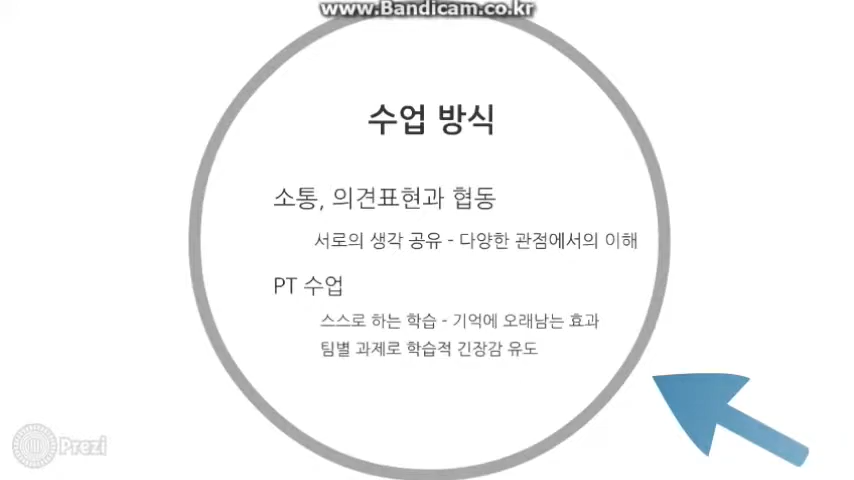 www.Bandicam.co.kr
수업 방식
소통, 의견표현과 협동
서로의 생각 공유 - 다양한 관점에서의 이해
PT 수업
스스로 하는 학습 - 기억에 오래남는 효과
팀별 과제로 학습적 긴장감 유도
Prezi